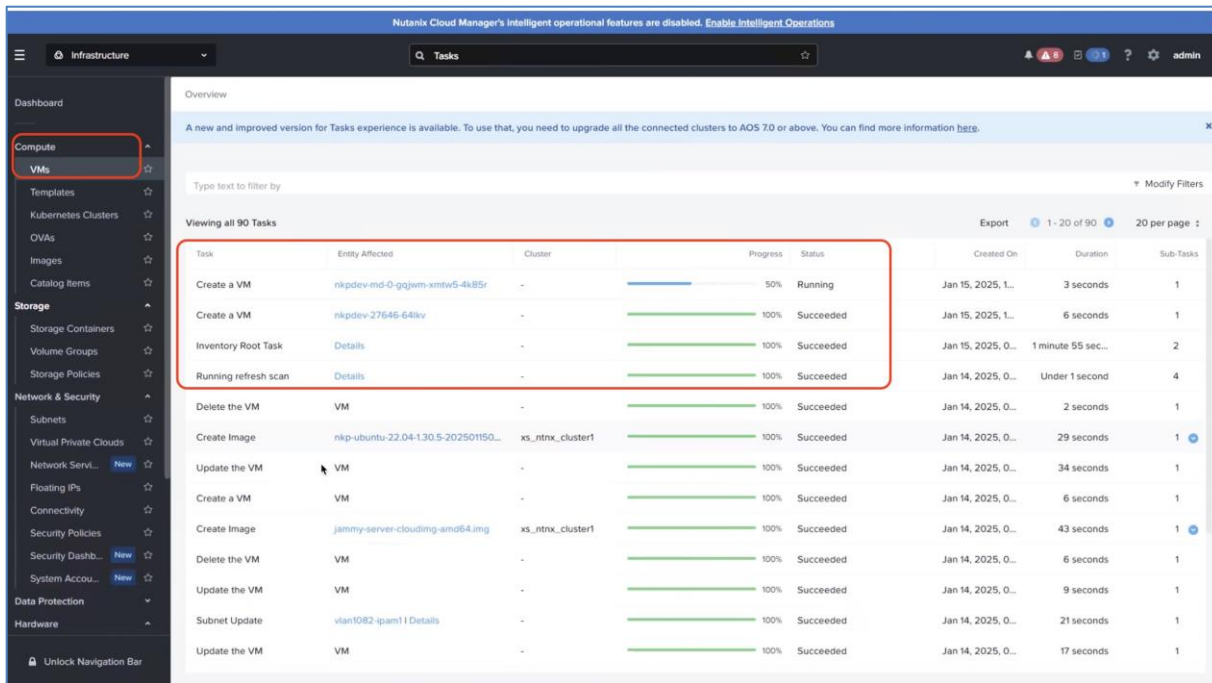 Nutanix Cloud Manager's intelligent operational features are disabled. Enable Intelligent Operations
Infrastructure
Tasks
8
1
?
admin
Dashboard
Compute
VMs
Templates
Kubernetes Clusters
OVAs
Images
Catalog Items
Storage
Storage Containers
Volume Groups
Storage Policies
Network & Security
Subnets
Virtual Private Clouds
Network Servi... New
Floating IPs
Connectivity
Security Policies
Security Dashb... New
System Accou... New
Data Protection
Hardware
Unlock Navigation Bar
Overview
A new and improved version for Tasks experience is available. To use that, you need to upgrade all the connected clusters to AOS 7.0 or above. You can find more information here.
Type text to filter by
Modify Filters
Viewing all 90 Tasks Export 1 - 20 of 90 20 per page
Task Entity Affected Cluster Progress Status Created On Duration Sub-Tasks
Create a VM nkpdev-md-0-gqjwm-xmtw5-4k85r - 50% Running Jan 15, 2025, 1... 3 seconds 1
Create a VM nkpdev-27646-64lkv - 100% Succeeded Jan 15, 2025, 1... 6 seconds 1
Inventory Root Task Details - 100% Succeeded Jan 15, 2025, 0... 1 minute 55 sec... 2
Running refresh scan Details - 100% Succeeded Jan 14, 2025, 0... Under 1 second 4
Delete the VM VM - 100% Succeeded Jan 14, 2025, 0... 2 seconds 1
Create Image nkp-ubuntu-22.04-1.30.5-202501150... xs_ntnx_cluster1 100% Succeeded Jan 14, 2025, 0... 29 seconds 1
Update the VM VM - 100% Succeeded Jan 14, 2025, 0... 34 seconds 1
Create a VM VM - 100% Succeeded Jan 14, 2025, 0... 6 seconds 1
Create Image jammy-server-cloudimg-amd64.img xs_ntnx_cluster1 100% Succeeded Jan 14, 2025, 0... 43 seconds 1
Delete the VM VM - 100% Succeeded Jan 14, 2025, 0... 6 seconds 1
Update the VM VM - 100% Succeeded Jan 14, 2025, 0... 9 seconds 1
Subnet Update vlan1082-ipam1 | Details - 100% Succeeded Jan 14, 2025, 0... 21 seconds 1
Update the VM VM - 100% Succeeded Jan 14, 2025, 0... 17 seconds 1